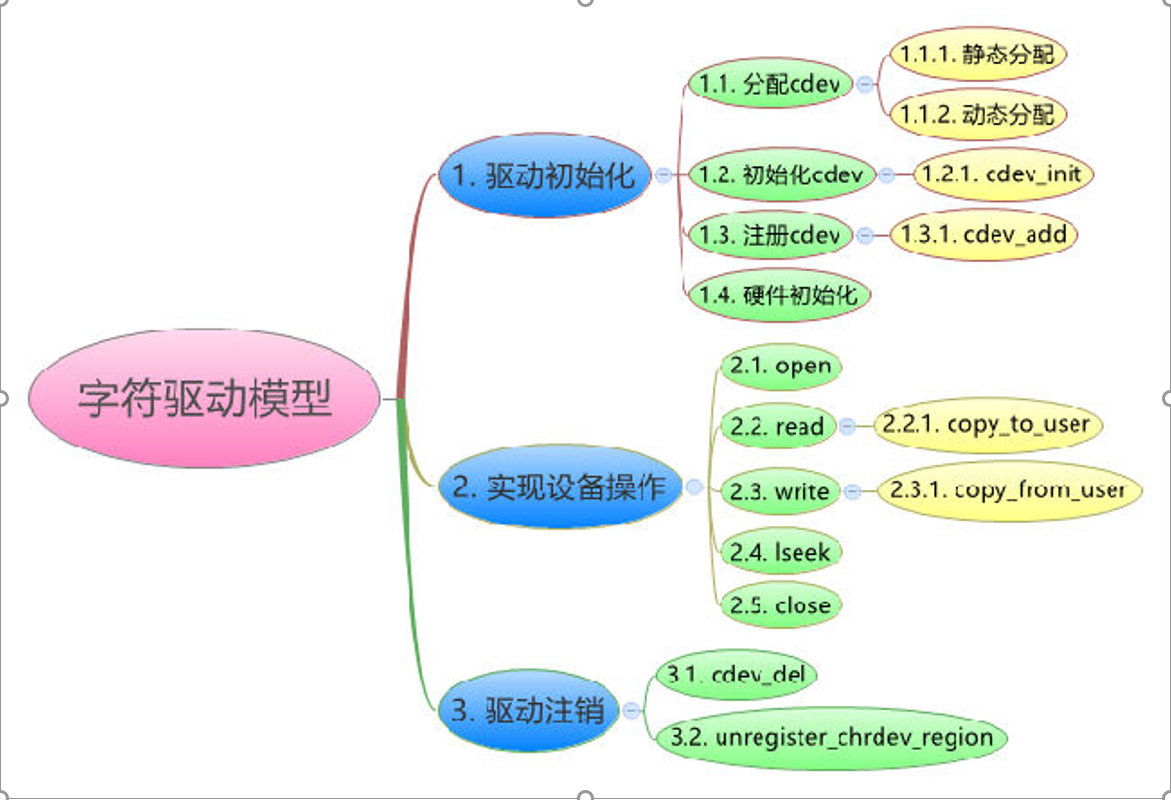 字符驱动模型
1. 驱动初始化
1.1. 分配cdev
1.1.1. 静态分配
1.1.2. 动态分配
1.2. 初始化cdev
1.2.1. cdev_init
1.3. 注册cdev
1.3.1. cdev_add
1.4. 硬件初始化
2. 实现设备操作
2.1. open
2.2. read
2.2.1. copy_to_user
2.3. write
2.3.1. copy_from_user
2.4. lseek
2.5. close
3. 驱动注销
3.1. cdev_del
3.2. unregister_chrdev_region